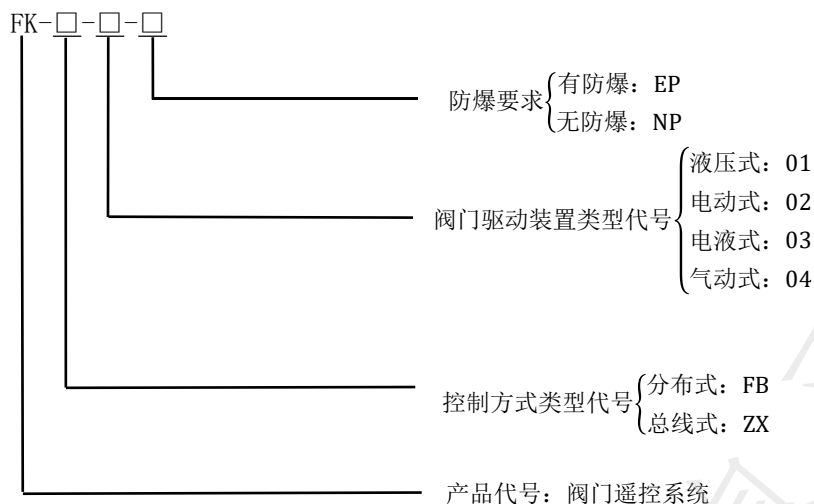 FK-□-□-□
防爆要求
有防爆：EP
无防爆：NP
阀门驱动装置类型代号
液压式：01
电动式：02
电液式：03
气动式：04
控制方式类型代号
分布式：FB
总线式：ZX
产品代号：阀门遥控系统